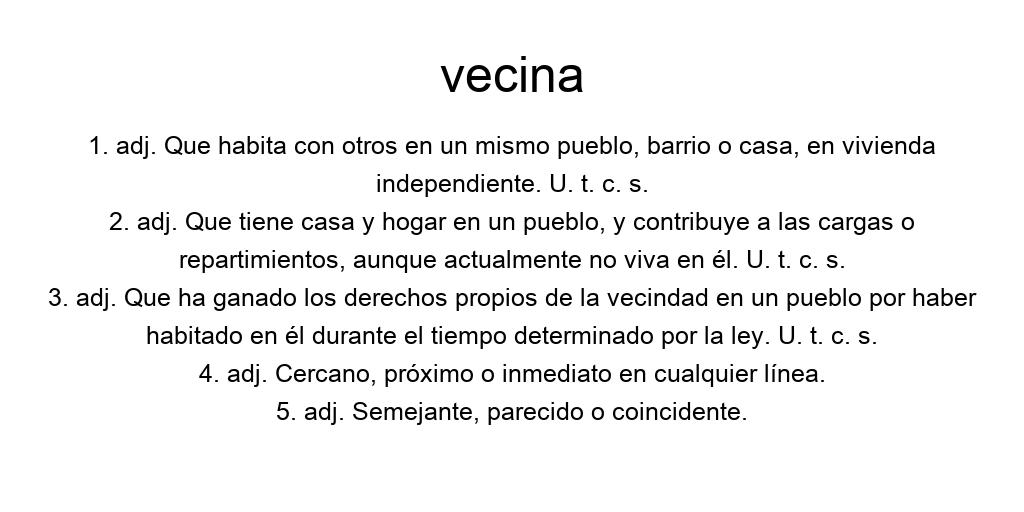 vecina
1. adj. Que habita con otros en un mismo pueblo, barrio o casa, en vivienda
independiente. U. t. c. s.
2. adj. Que tiene casa y hogar en un pueblo, y contribuye a las cargas o
repartimientos, aunque actualmente no viva en él. U. t. c. s.
3. adj. Que ha ganado los derechos propios de la vecindad en un pueblo por haber
habitado en él durante el tiempo determinado por la ley. U. t. c. s.
4. adj. Cercano, próximo o inmediato en cualquier línea.
5. adj. Semejante, parecido o coincidente.